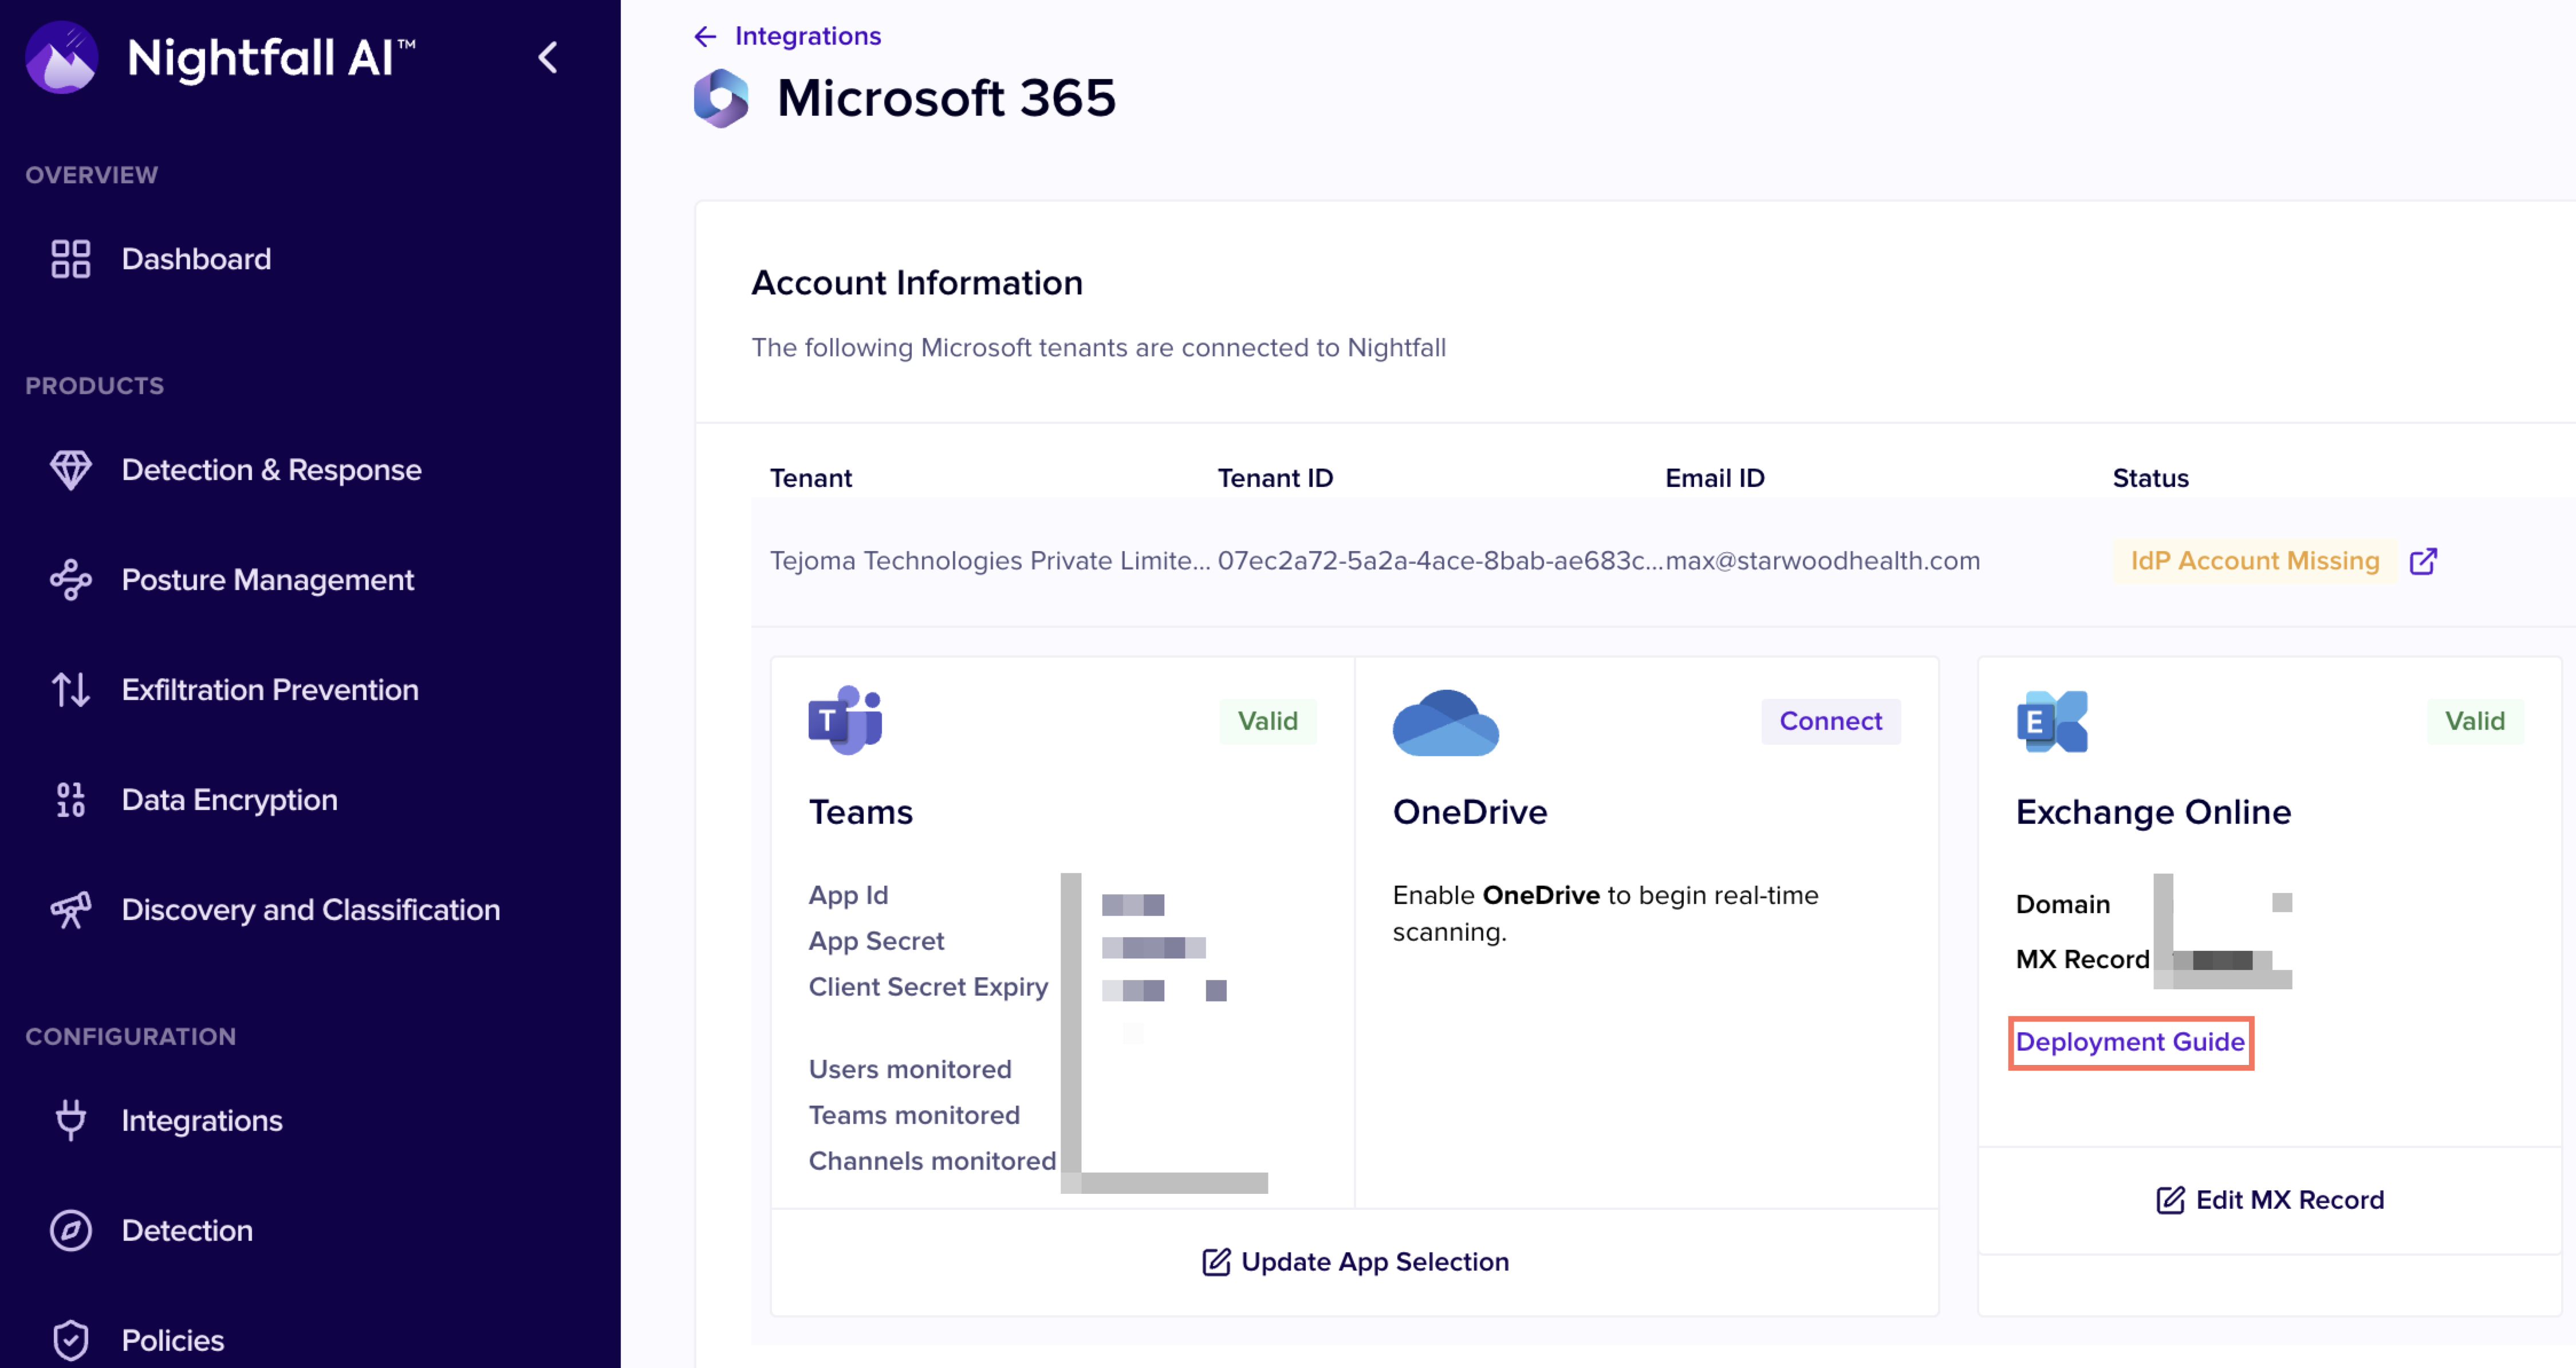 Nightfall AI™
OVERVIEW
Dashboard
PRODUCTS
Detection & Response
Posture Management
Exfiltration Prevention
Data Encryption
Discovery and Classification
CONFIGURATION
Integrations
Detection
Policies
Integrations
Microsoft 365
Account Information
The following Microsoft tenants are connected to Nightfall
Tenant Tenant ID Email ID Status
Tejoma Technologies Private Limite... 07ec2a72-5a2a-4ace-8bab-ae683c... max@starwoodhealth.com IdP Account Missing
T
Valid
Teams
App Id
App Secret
Client Secret Expiry
Users monitored
Teams monitored
Channels monitored
Connect
OneDrive
Enable OneDrive to begin real-time
scanning.
Update App Selection
E
Valid
Exchange Online
Domain
MX Record
Deployment Guide
Edit MX Record